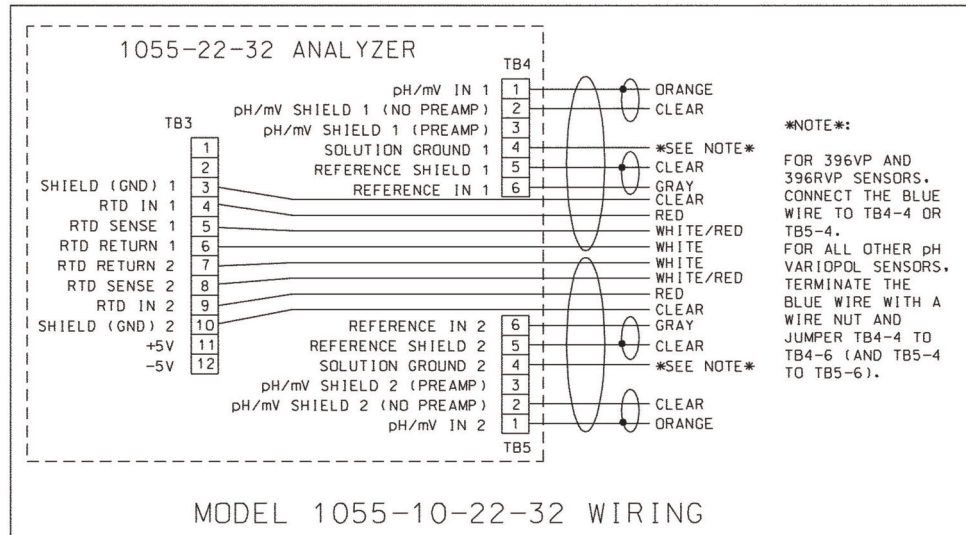 1055-22-32 ANALYZER
TB4
pH/mV IN 1 1 ORANGE
pH/mV SHIELD 1 (NO PREAMP) 2 CLEAR
pH/mV SHIELD 1 (PREAMP) 3
SOLUTION GROUND 1 4 *SEE NOTE*
REFERENCE SHIELD 1 5 CLEAR
REFERENCE IN 1 6 GRAY
TB3
1
2
SHIELD (GND) 1 3 CLEAR
RTD IN 1 4 RED
RTD SENSE 1 5 WHITE/RED
RTD RETURN 1 6 WHITE
RTD RETURN 2 7 WHITE
RTD SENSE 2 8 WHITE/RED
RTD IN 2 9 RED
SHIELD (GND) 2 10 CLEAR
+5V 11
-5V 12
REFERENCE IN 2 6 GRAY
REFERENCE SHIELD 2 5 CLEAR
SOLUTION GROUND 2 4 *SEE NOTE*
pH/mV SHIELD 2 (PREAMP) 3
pH/mV SHIELD 2 (NO PREAMP) 2 CLEAR
pH/mV IN 2 1 ORANGE
TB5
*NOTE*:
FOR 396VP AND
396RVP SENSORS,
CONNECT THE BLUE
WIRE TO TB4-4 OR
TB5-4.
FOR ALL OTHER pH
VARIOPOL SENSORS,
TERMINATE THE
BLUE WIRE WITH A
WIRE NUT AND
JUMPER TB4-4 TO
TB4-6 (AND TB5-4
TO TB5-6).
MODEL 1055-10-22-32 WIRING